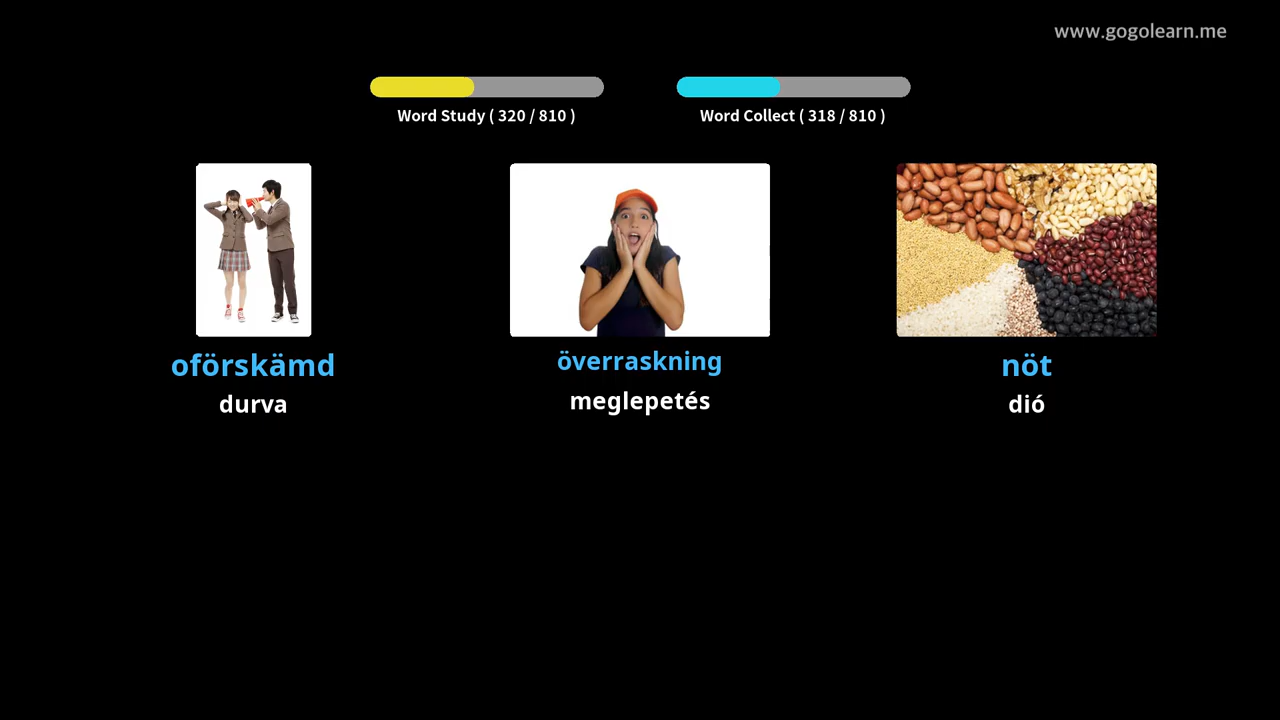 www.gogolearn.me
Word Study ( 320 / 810 )
Word Collect ( 318 / 810 )
oförskämd
durva
överraskning
meglepetés
nöt
dió